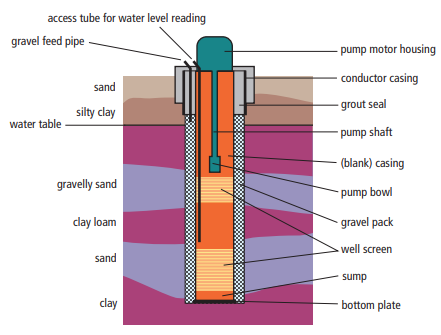 access tube for water level reading
gravel feed pipe
pump motor housing
conductor casing
sand
grout seal
silty clay
water table
pump shaft
(blank) casing
gravelly sand
pump bowl
clay loam
gravel pack
well screen
sand
sump
clay
bottom plate